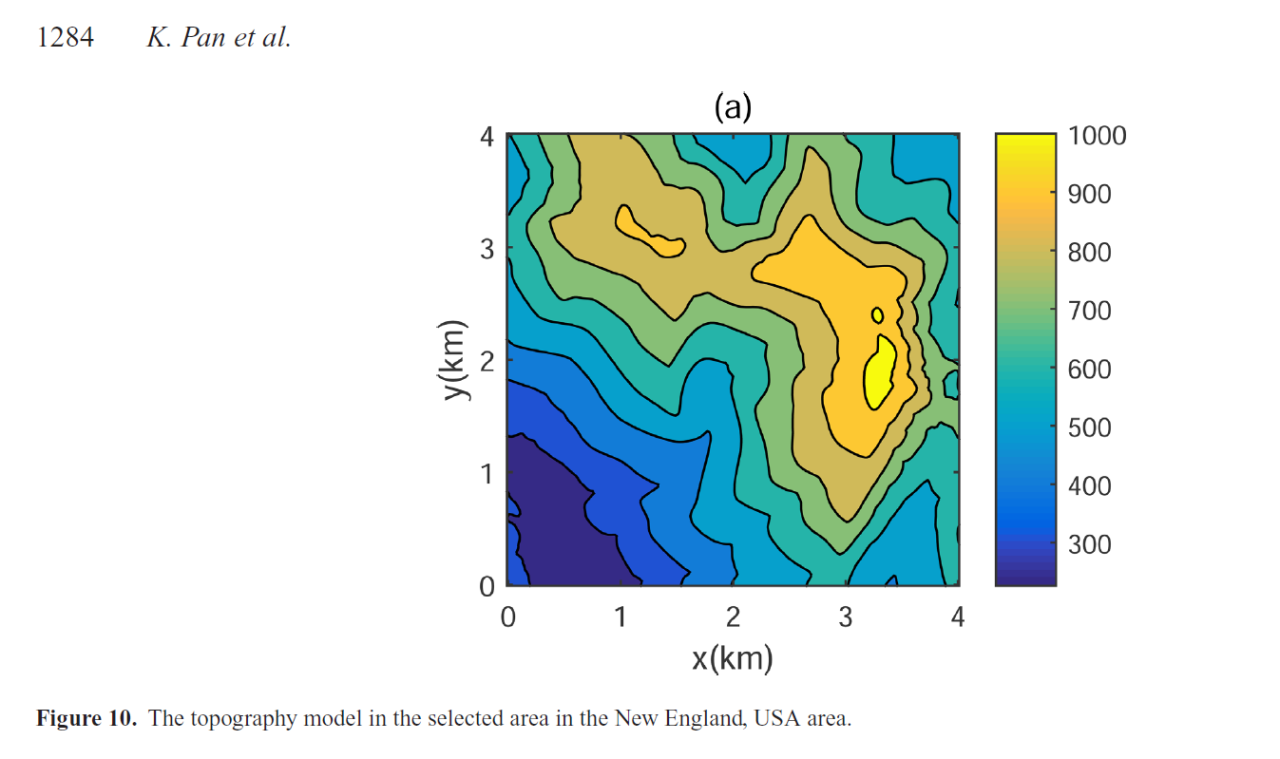 1284 K. Pan et al.
(a)
4
3
2
1
0
y(km)
0 1 2 3 4
x(km)
1000
900
800
700
600
500
400
300
Figure 10. The topography model in the selected area in the New England, USA area.